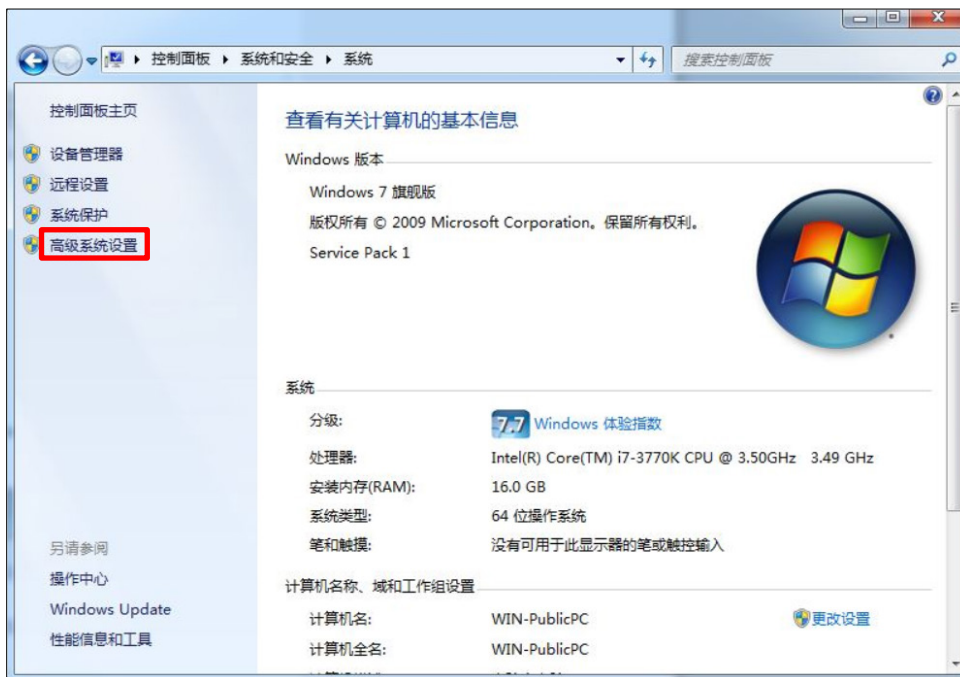 控制面板 系统和安全 系统
搜索控制面板
控制面板主页
设备管理器
远程设置
系统保护
高级系统设置
另请参阅
操作中心
Windows Update
性能信息和工具
查看有关计算机的基本信息
Windows 版本
Windows 7 旗舰版
版权所有 © 2009 Microsoft Corporation。保留所有权利。
Service Pack 1
系统
分级: 7.7 Windows 体验指数
处理器: Intel(R) Core(TM) i7-3770K CPU @ 3.50GHz 3.49 GHz
安装内存(RAM): 16.0 GB
系统类型: 64 位操作系统
笔和触摸: 没有可用于此显示器的笔或触控输入
计算机名称、域和工作组设置
计算机名: WIN-PublicPC 更改设置
计算机全名: WIN-PublicPC